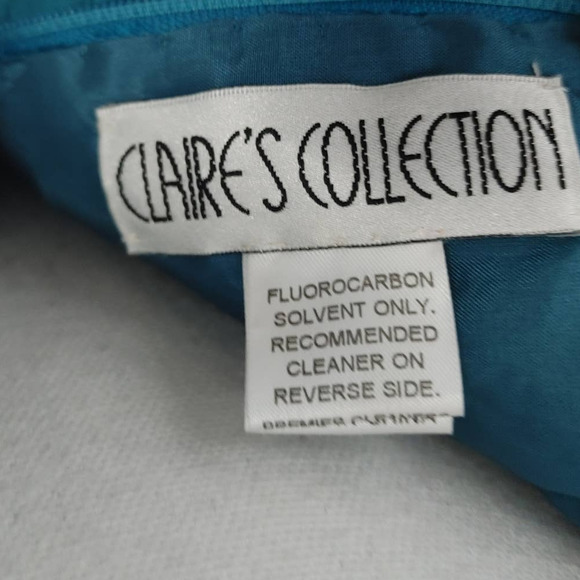 CLAIRE'S COLLECTION
FLUOROCARBON
SOLVENT ONLY.
RECOMMENDED
CLEANER ON
REVERSE SIDE.